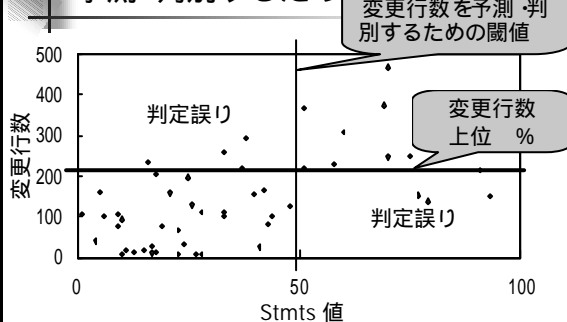 変更行数を予測・判
別するための閾値
500
400
300
200
100
0
変更行数
判定誤り
変更行数
上位　%
判定誤り
0
50
100
Stmts 値